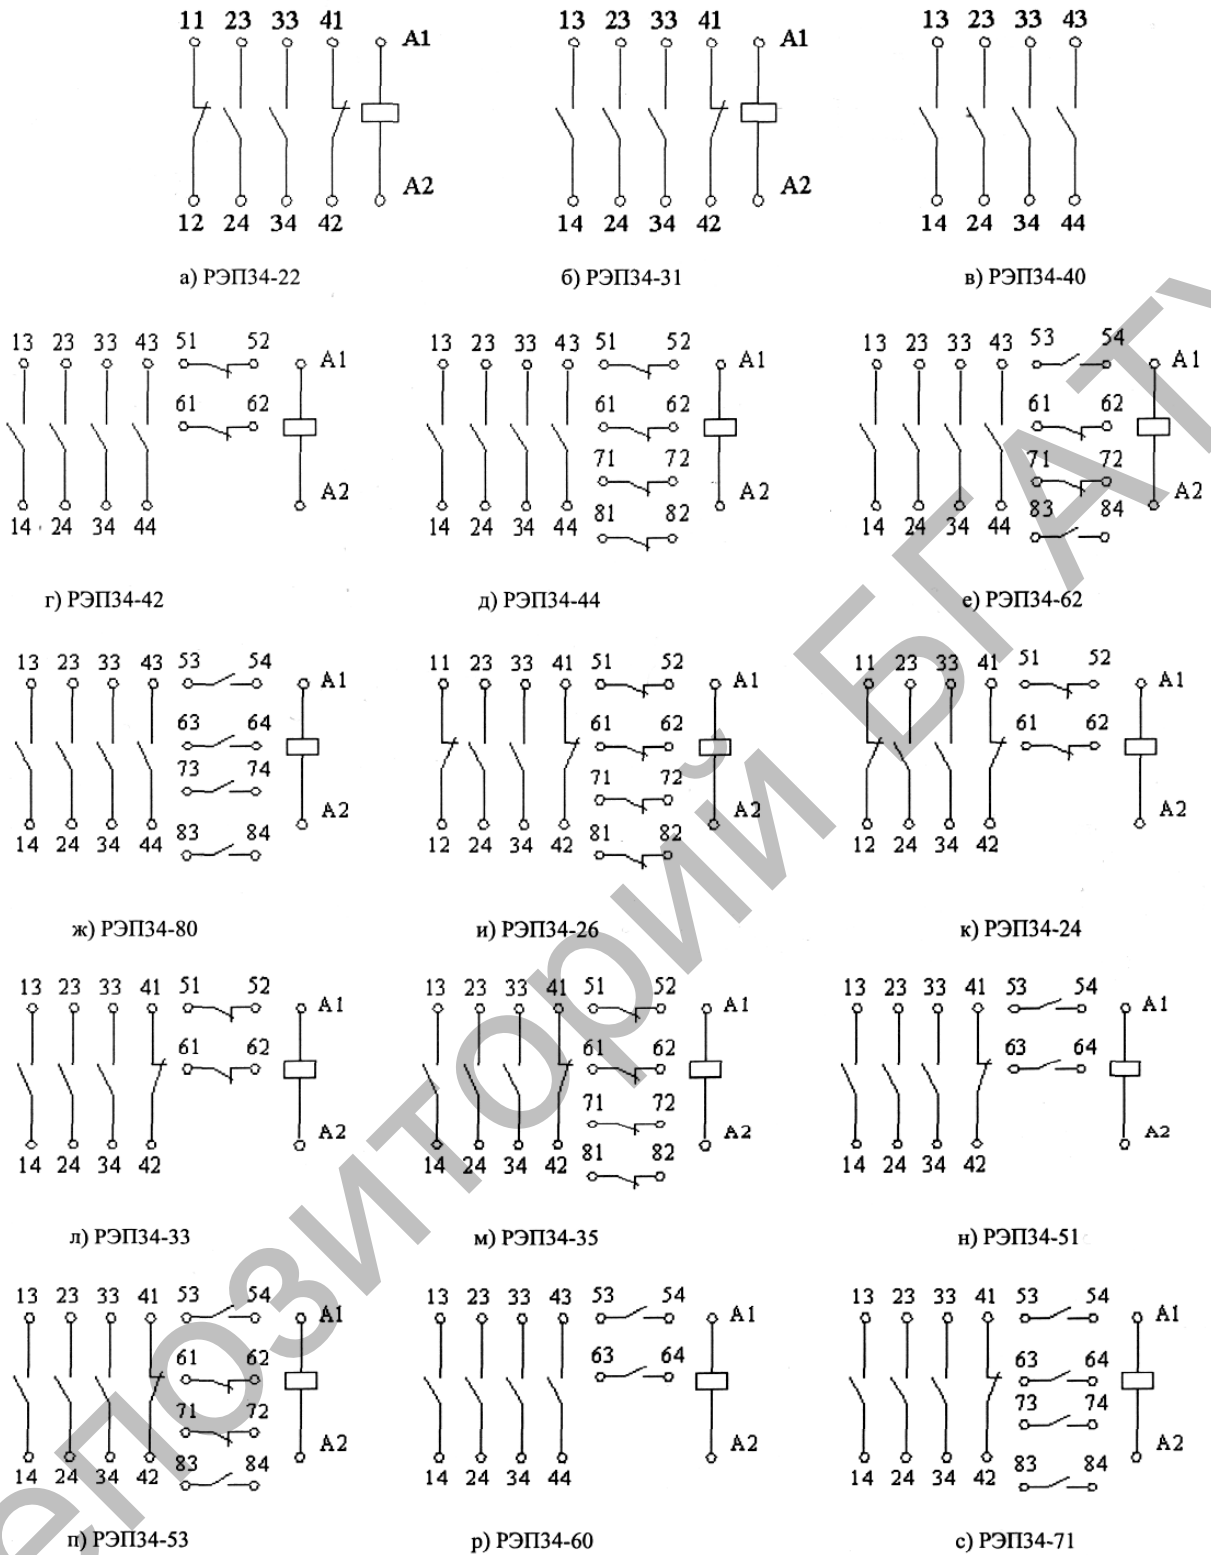 11 23 33 41 A1
12 24 34 42 A2
а) РЭП34-22
13 23 33 41 A1
14 24 34 42 A2
б) РЭП34-31
13 23 33 43
14 24 34 44
в) РЭП34-40
13 23 33 43 51 52 A1
61 62
14 24 34 44 A2
г) РЭП34-42
13 23 33 43 51 52 A1
61 62
71 72
14 24 34 44 81 82 A2
д) РЭП34-44
13 23 33 43 53 54 A1
61 62
71 72
14 24 34 44 83 84 A2
е) РЭП34-62
13 23 33 43 53 54 A1
63 64
73 74
14 24 34 44 83 84 A2
ж) РЭП34-80
11 23 33 41 51 52 A1
61 62
71 72
12 24 34 42 81 82 A2
и) РЭП34-26
11 23 33 41 51 52 A1
61 62
12 24 34 42 A2
к) РЭП34-24
13 23 33 41 51 52 A1
61 62
14 24 34 42 A2
л) РЭП34-33
13 23 33 41 51 52 A1
61 62
71 72
14 24 34 42 81 82 A2
м) РЭП34-35
13 23 33 41 53 54 A1
63 64
14 24 34 42 A2
н) РЭП34-51
13 23 33 41 53 54 A1
61 62
71 72
14 24 34 42 83 84 A2
п) РЭП34-53
13 23 33 43 53 54 A1
63 64
14 24 34 44 A2
р) РЭП34-60
13 23 33 41 53 54 A1
63 64
73 74
14 24 34 42 83 84 A2
с) РЭП34-71
епозиторий БГАТУ